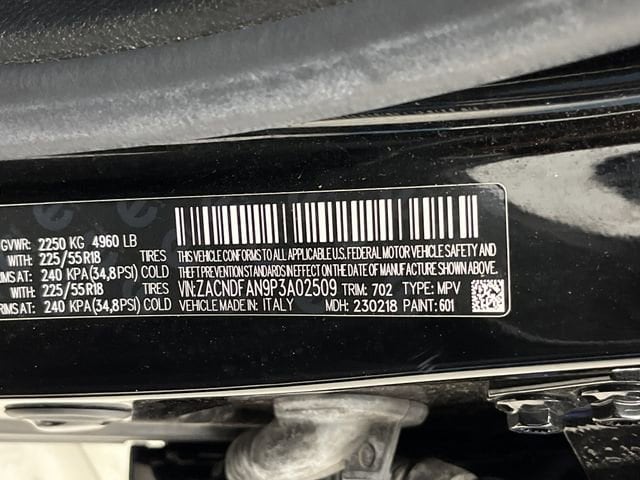 GVWR: 2250 KG 4960 LB
WITH: 225/55R18 TIRES
RIMS AT: 240 KPA (34,8PSI) COLD
WITH: 225/55R18 TIRES
RIMS AT: 240 KPA (34,8PSI) COLD
THIS VEHICLE CONFORMS TO ALL APPLICABLE U.S. FEDERAL MOTOR VEHICLE SAFETY AND
THEFT PREVENTION STANDARDS IN EFFECT ON THE DATE OF MANUFACTURE SHOWN ABOVE.
VIN: ZACNDFAN9P3A02509 TRIM: 702 TYPE: MPV
VEHICLE MADE IN: ITALY MDH: 230218 PAINT: 601